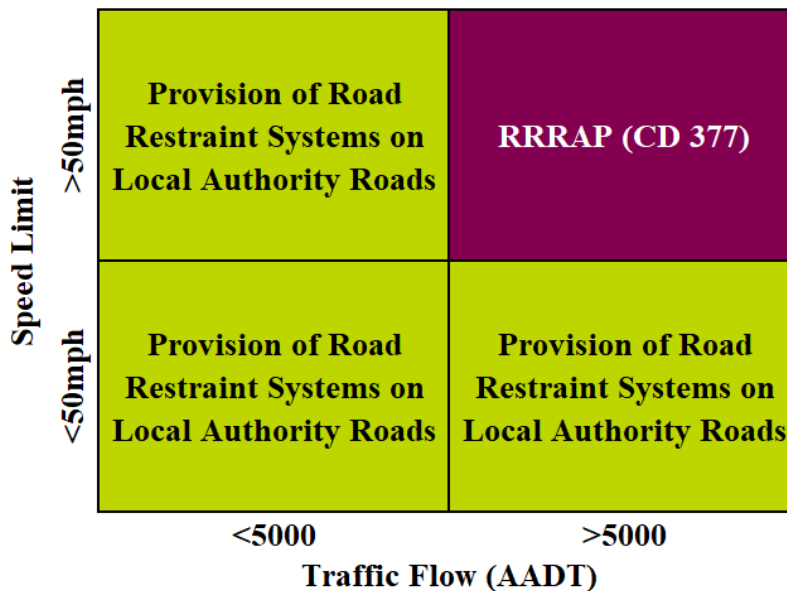 Speed Limit
>50mph
Provision of Road
Restraint Systems on
Local Authority Roads
RRRAP (CD 377)
<50mph
Provision of Road
Restraint Systems on
Local Authority Roads
Provision of Road
Restraint Systems on
Local Authority Roads
<5000
>5000
Traffic Flow (AADT)